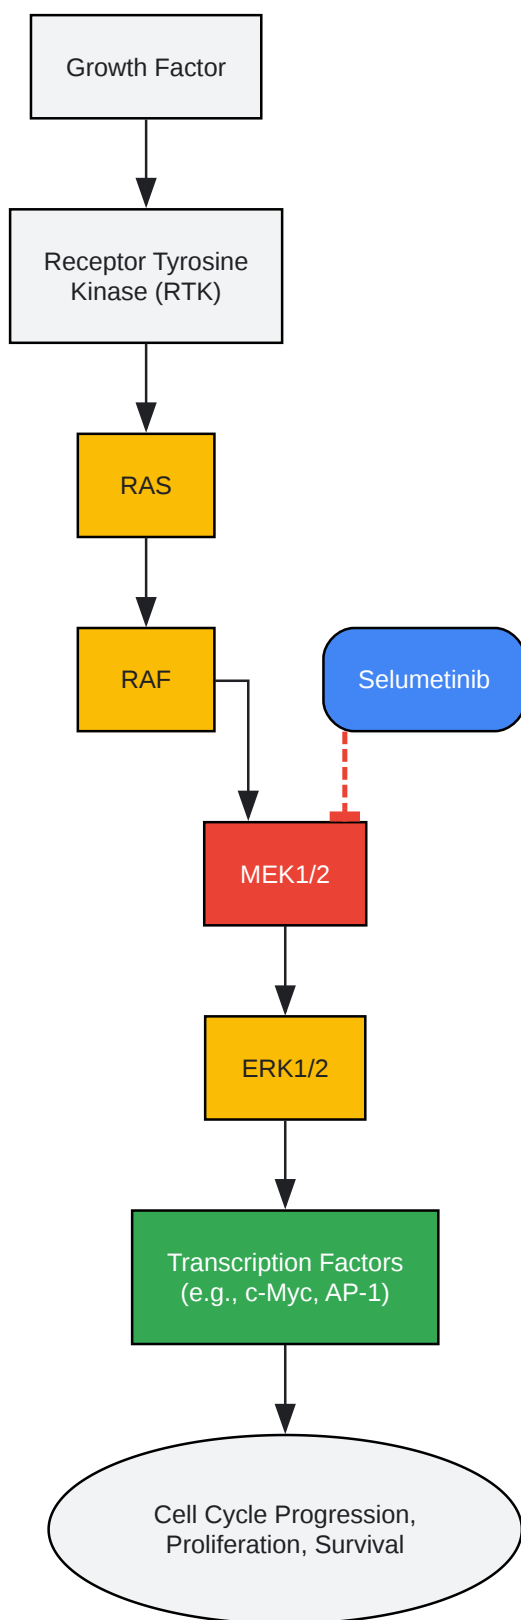 Growth Factor
Receptor Tyrosine
Kinase (RTK)
RAS
RAF
Selumetinib
MEK1/2
ERK1/2
Transcription Factors
(e.g., c-Myc, AP-1)
Cell Cycle Progression,
Proliferation, Survival